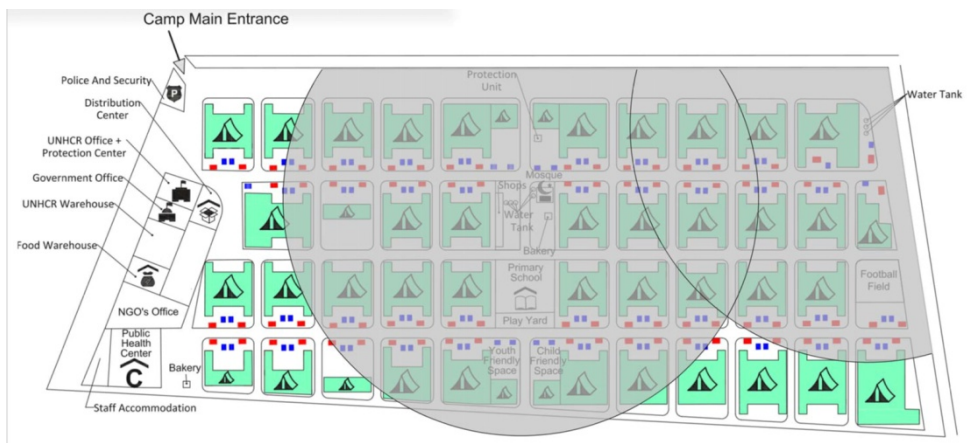 Camp Main Entrance
Police And Security
Distribution
Center
UNHCR Office +
Protection Center
Government Office
UNHCR Warehouse
Food Warehouse
NGO's Office
Public
Health
Center
C
Bakery
Staff Accommodation
P
Protection
Unit
Water Tank
Mosque
Shops
Water
Tank
Bakery
Primary
School
Play Yard
Football
Field
Youth
Friendly
Space
Child
Friendly
Space